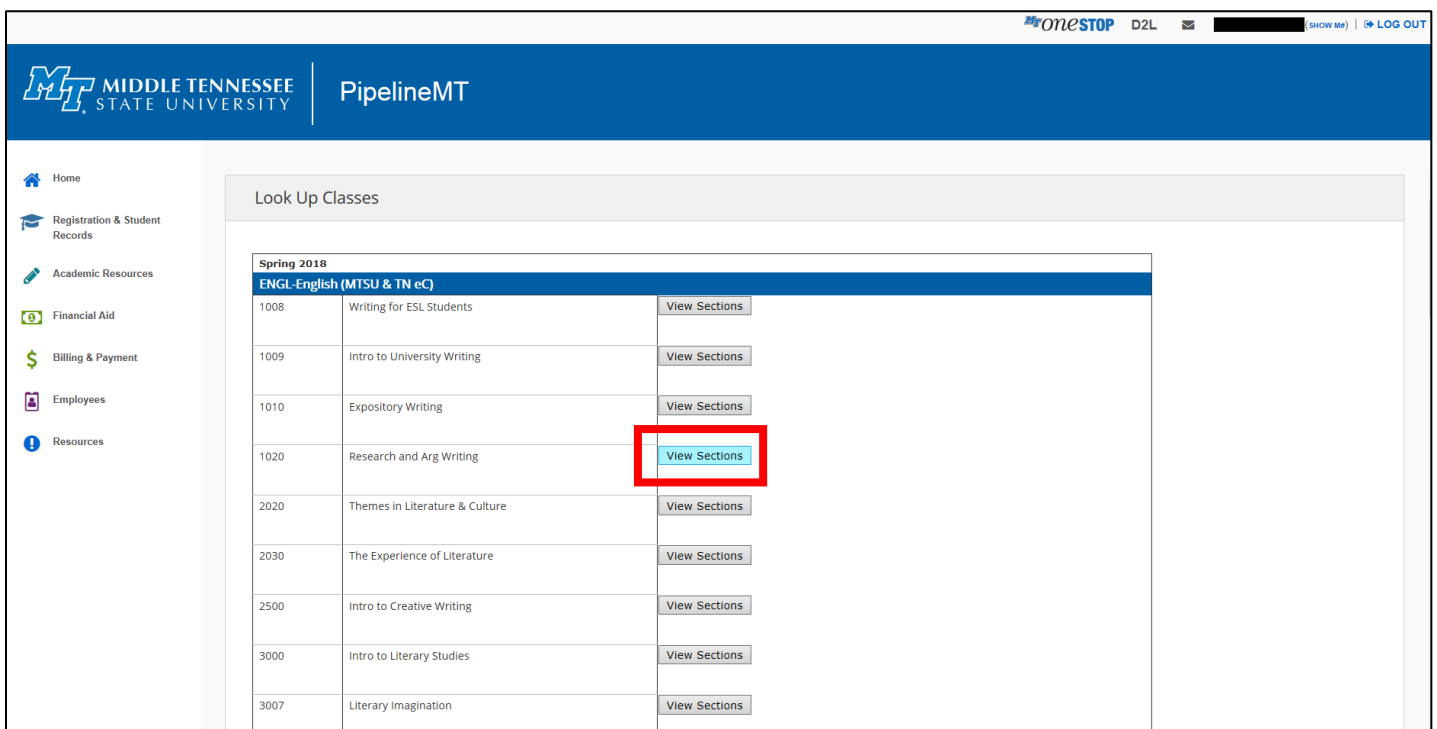 MT ONESTOP D2L (SHOW M#) | LOG OUT
MT MIDDLE TENNESSEE
STATE UNIVERSITY
PipelineMT
Home
Registration & Student
Records
Academic Resources
Financial Aid
Billing & Payment
Employees
Resources
Look Up Classes
Spring 2018
ENGL-English (MTSU & TN eC)
1008 Writing for ESL Students View Sections
1009 Intro to University Writing View Sections
1010 Expository Writing View Sections
1020 Research and Arg Writing View Sections
2020 Themes in Literature & Culture View Sections
2030 The Experience of Literature View Sections
2500 Intro to Creative Writing View Sections
3000 Intro to Literary Studies View Sections
3007 Literary Imagination View Sections